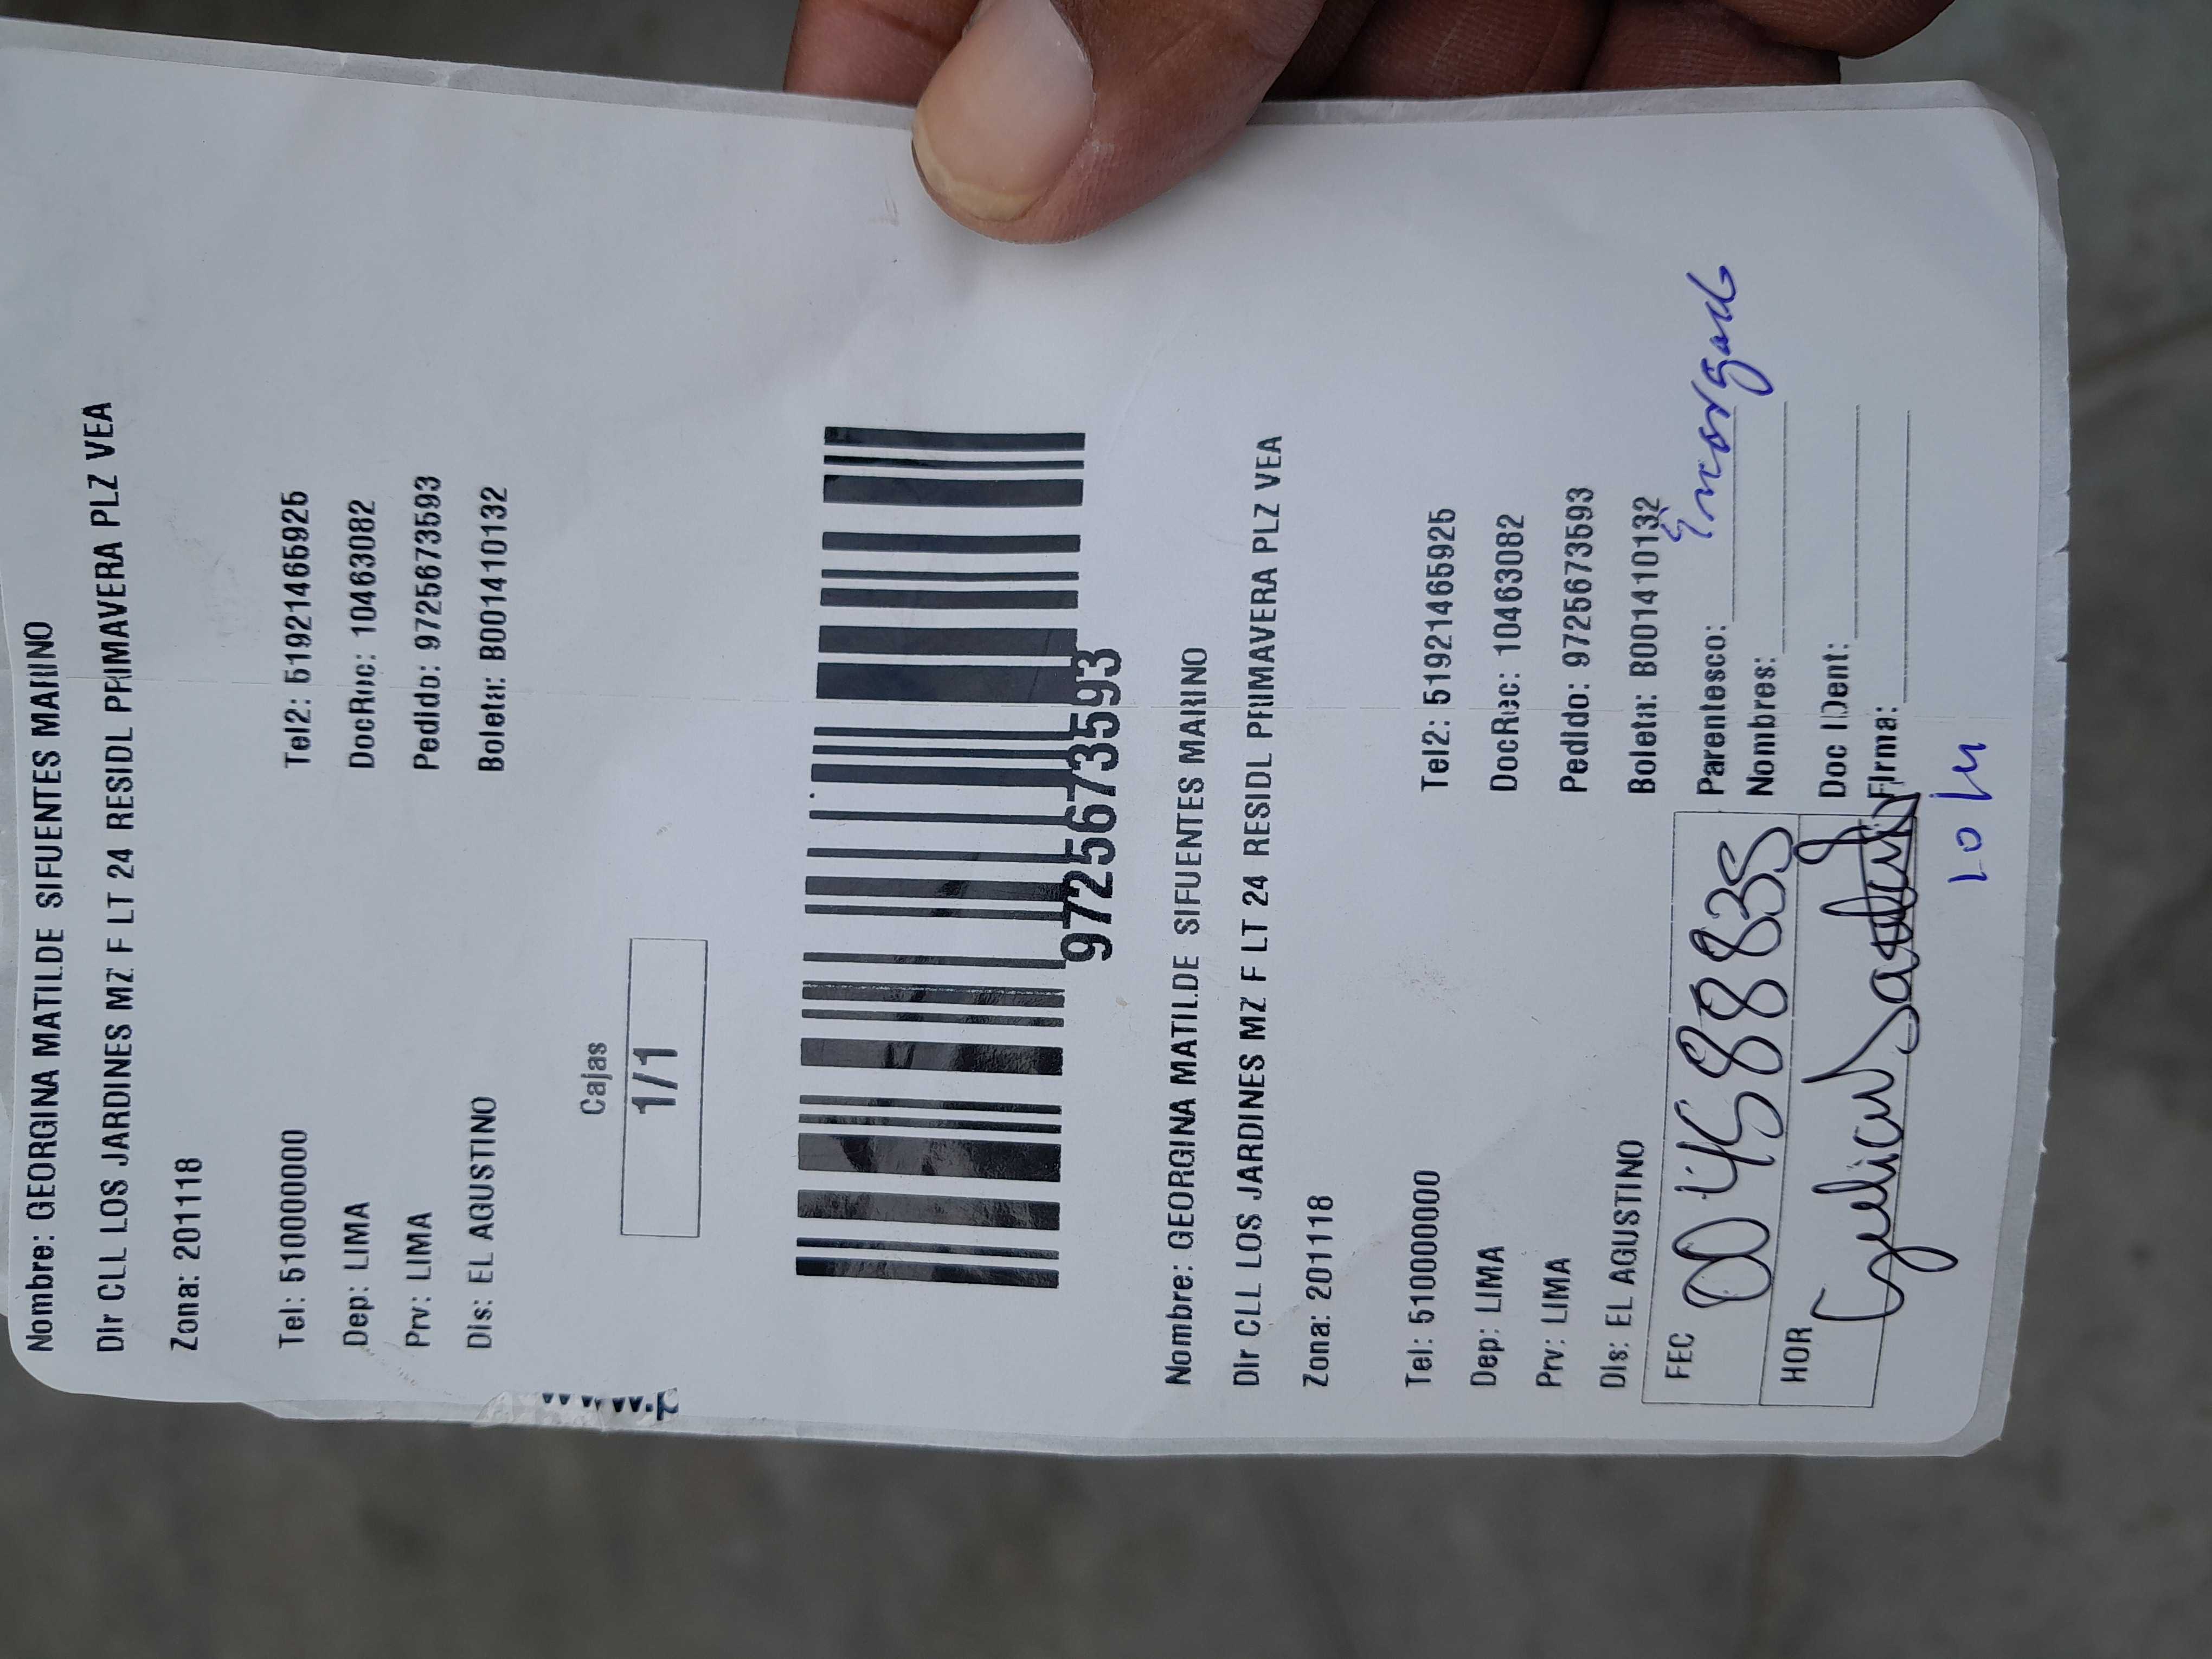 Nombre: GEORGINA MATILDE SIFUENTES MARINO
Dir CLL LOS JARDINES MZ F LT 24 RESIDL PRIMAVERA PLZ VEA
Zona: 201118
Tel: 510000000 Tel2: 51921465925
Dep: LIMA DocRec: 10463082
Prv: LIMA Pedido: 9725673593
Dis: EL AGUSTINO Boleta: B001410132
Cajas
1/1
9725673593
Nombre: GEORGINA MATILDE SIFUENTES MARINO
Dir CLL LOS JARDINES MZ F LT 24 RESIDL PRIMAVERA PLZ VEA
Zona: 201118
Tel: 510000000 Tel2: 51921465925
Dep: LIMA DocRec: 10463082
Prv: LIMA Pedido: 9725673593
Dis: EL AGUSTINO Boleta: B001410132
FEC Parentesco: Encargado
Nombres:
HOR Doc IDent:
Firma: